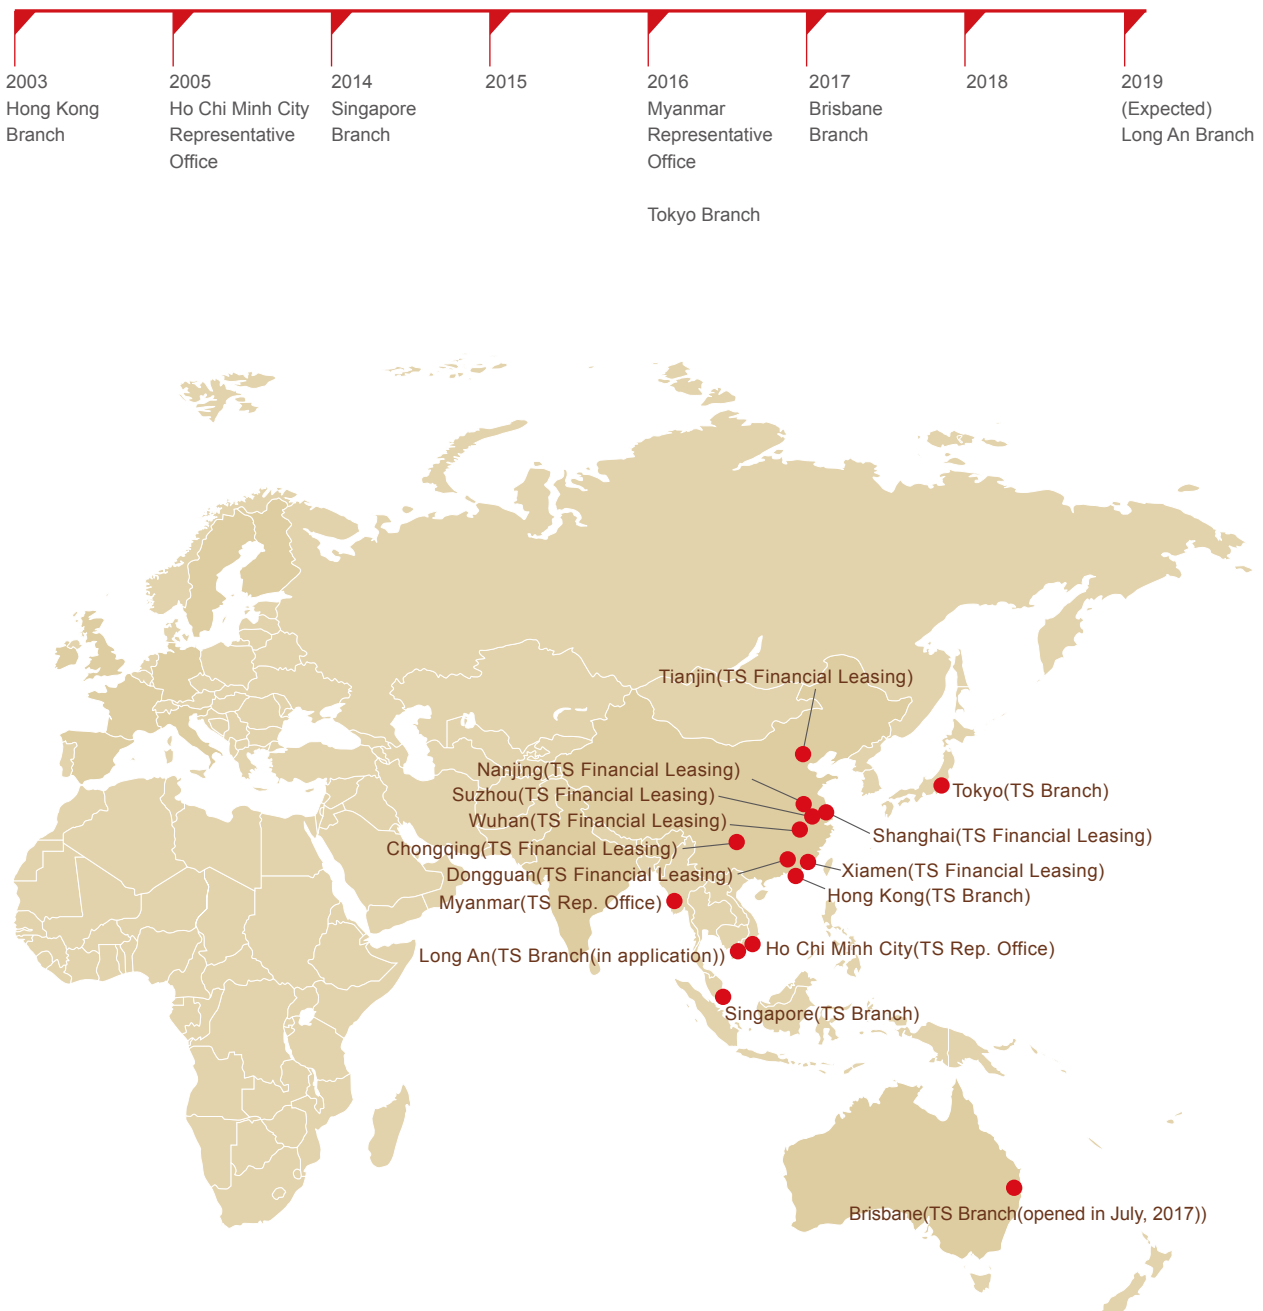 2003
Hong Kong
Branch
2005
Ho Chi Minh City
Representative
Office
2014
Singapore
Branch
2015
2016
Myanmar
Representative
Office
Tokyo Branch
2017
Brisbane
Branch
2018
2019
(Expected)
Long An Branch
Tianjin(TS Financial Leasing)
Nanjing(TS Financial Leasing)
Suzhou(TS Financial Leasing)
Wuhan(TS Financial Leasing)
Chongqing(TS Financial Leasing)
Dongguan(TS Financial Leasing)
Myanmar(TS Rep. Office)
Long An(TS Branch(in application))
Tokyo(TS Branch)
Shanghai(TS Financial Leasing)
Xiamen(TS Financial Leasing)
Hong Kong(TS Branch)
Ho Chi Minh City(TS Rep. Office)
Singapore(TS Branch)
Brisbane(TS Branch(opened in July, 2017))